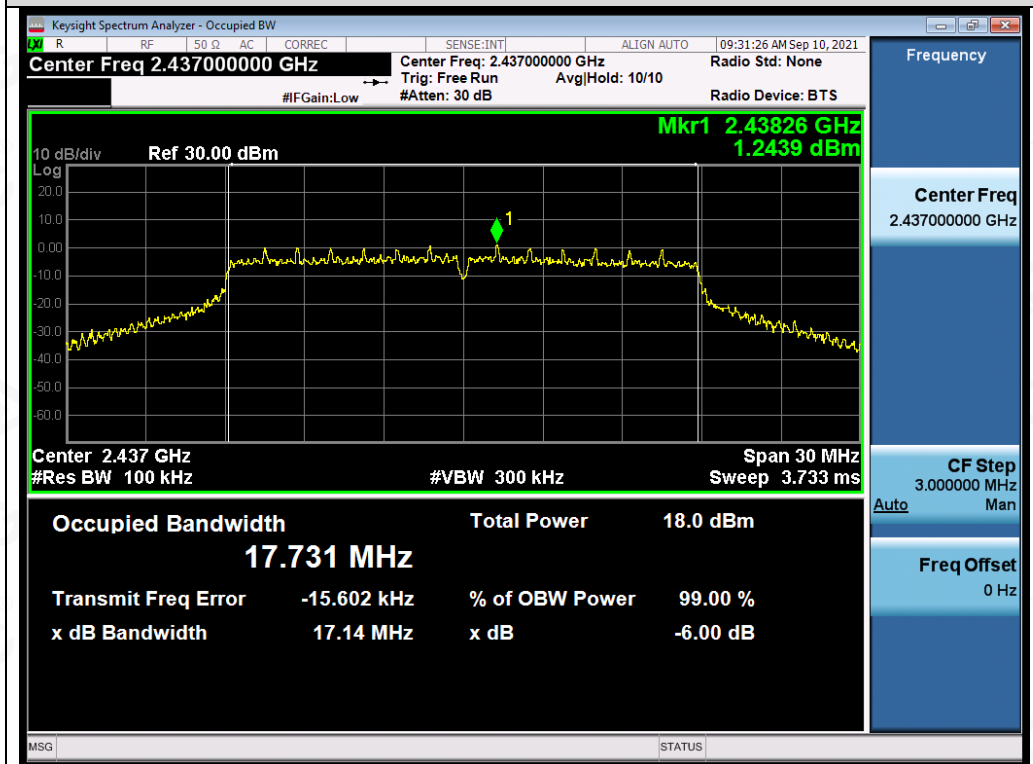 Keysight Spectrum Analyzer - Occupied BW
LXI R RF 50 Ω AC CORREC SENSE:INT ALIGN AUTO 09:31:26 AM Sep 10, 2021
Center Freq 2.437000000 GHz
Center Freq: 2.437000000 GHz Radio Std: None
Trig: Free Run Avg|Hold: 10/10
#IFGain:Low #Atten: 30 dB Radio Device: BTS
Mkr1 2.43826 GHz
10 dB/div Ref 30.00 dBm 1.2439 dBm
Log
20.0
10.0
0.00
-10.0
-20.0
-30.0
-40.0
-50.0
-60.0
1
Center 2.437 GHz Span 30 MHz
#Res BW 100 kHz #VBW 300 kHz Sweep 3.733 ms
Occupied Bandwidth Total Power 18.0 dBm
17.731 MHz
Transmit Freq Error -15.602 kHz % of OBW Power 99.00 %
x dB Bandwidth 17.14 MHz x dB -6.00 dB
Frequency
Center Freq
2.437000000 GHz
CF Step
3.000000 MHz
Auto Man
Freq Offset
0 Hz
MSG STATUS